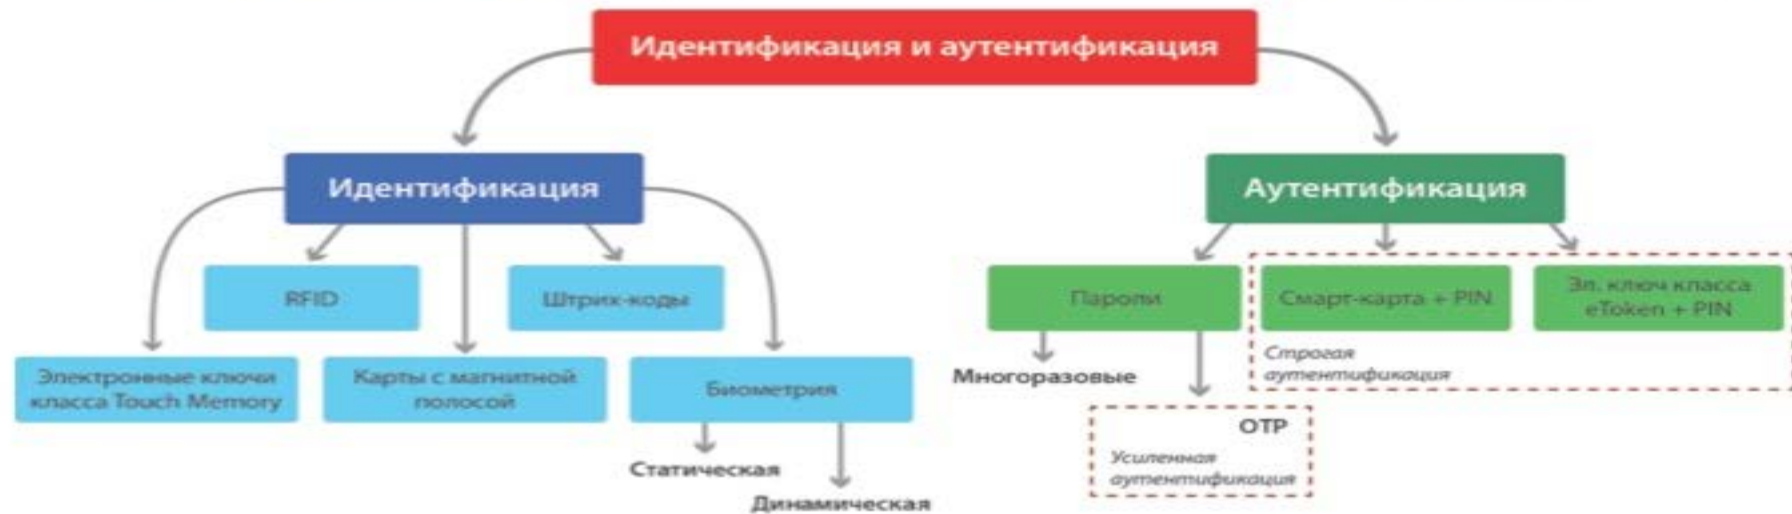 Идентификация и аутентификация
Идентификация
Аутентификация
RFID
Штрих-коды
Электронные ключи
класса Touch Memory
Карты с магнитной
полосой
Биометрия
Статическая
Динамическая
Пароли
Смарт-карта + PIN
Эл. ключ класса
eToken + PIN
Многоразовые
Строгая
аутентификация
OTP
Усиленная
аутентификация